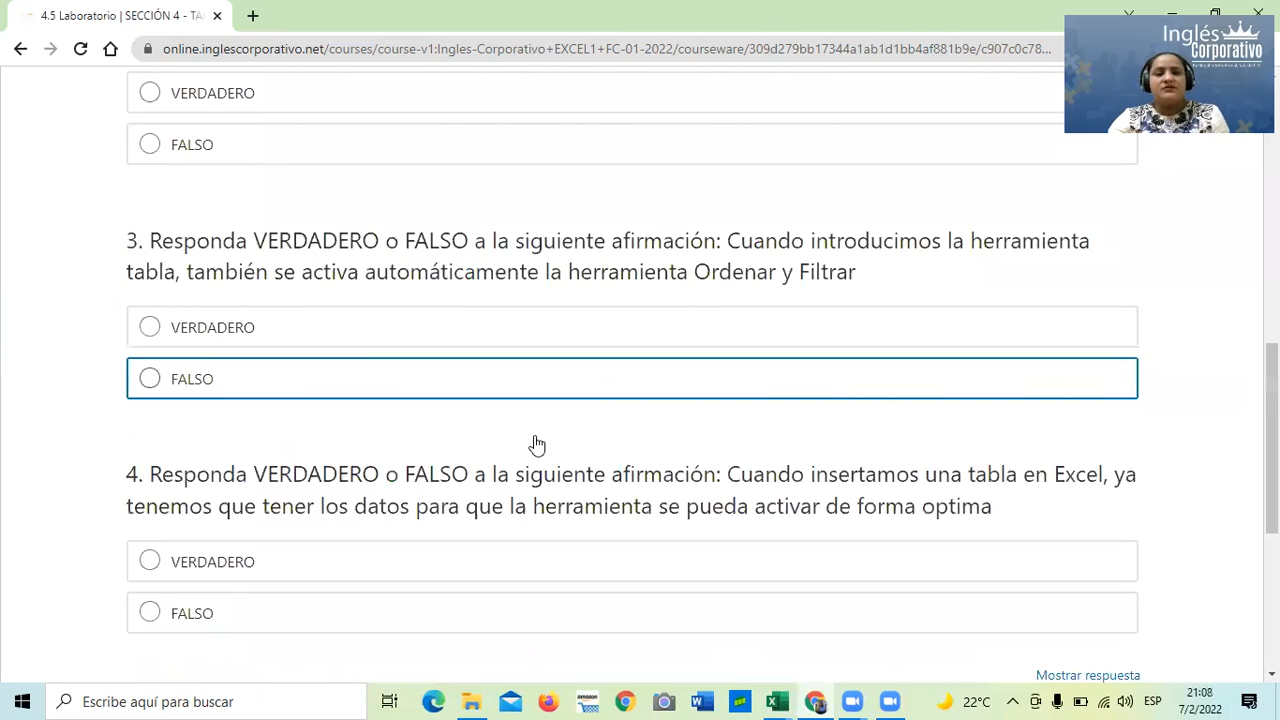 4.5 Laboratorio | SECCIÓN 4 - TA
online.inglescorporativo.net/courses/course-v1:Ingles-Corporativo+EXCEL1+FC-01-2022/courseware/309d279bb17344a1ab1d1bb4af881b9e/c907c0c78...
Inglés
Corporativo
VERDADERO
FALSO
3. Responda VERDADERO o FALSO a la siguiente afirmación: Cuando introducimos la herramienta
tabla, también se activa automáticamente la herramienta Ordenar y Filtrar
VERDADERO
FALSO
4. Responda VERDADERO o FALSO a la siguiente afirmación: Cuando insertamos una tabla en Excel, ya
tenemos que tener los datos para que la herramienta se pueda activar de forma optima
VERDADERO
FALSO
Mostrar respuesta
Escribe aquí para buscar
amazon
22°C
ESP
21:08
7/2/2022